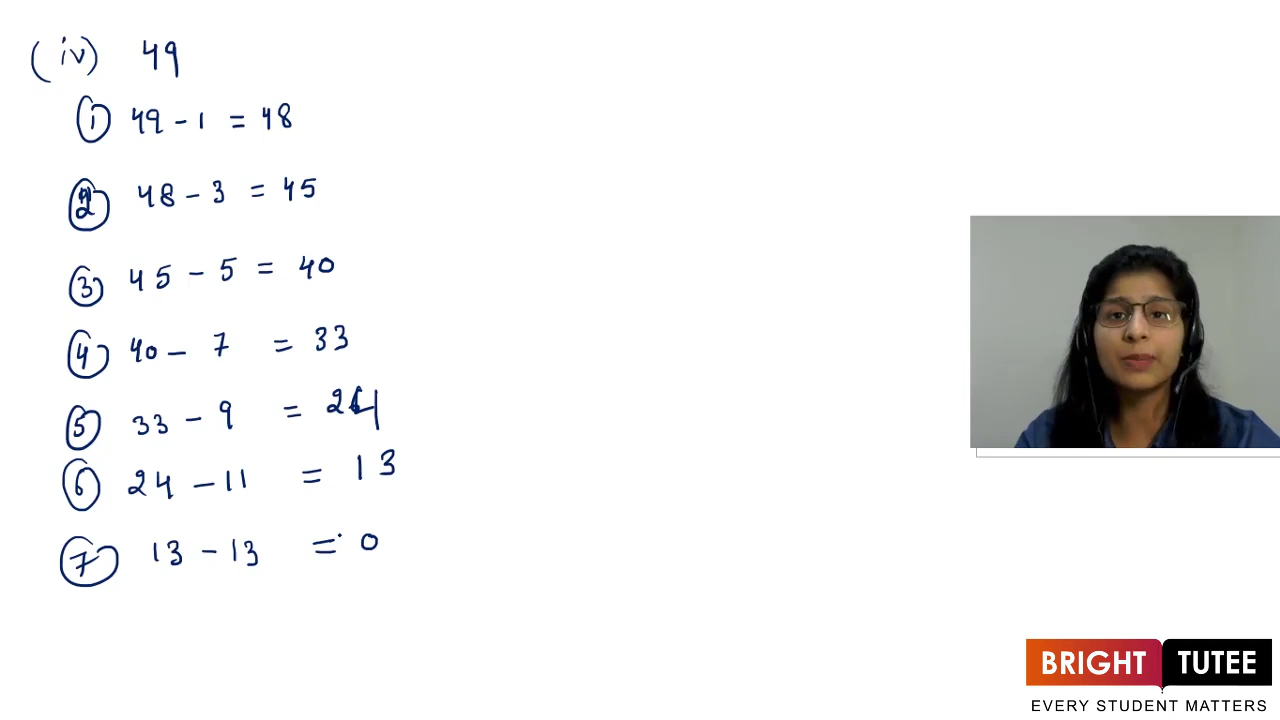 (iv) 49
① 49 - 1 = 48
② 48 - 3 = 45
③ 45 - 5 = 40
④ 40 - 7 = 33
⑤ 33 - 9 = 24
⑥ 24 - 11 = 13
⑦ 13 - 13 = 0
BRIGHT TUTEE
EVERY STUDENT MATTERS